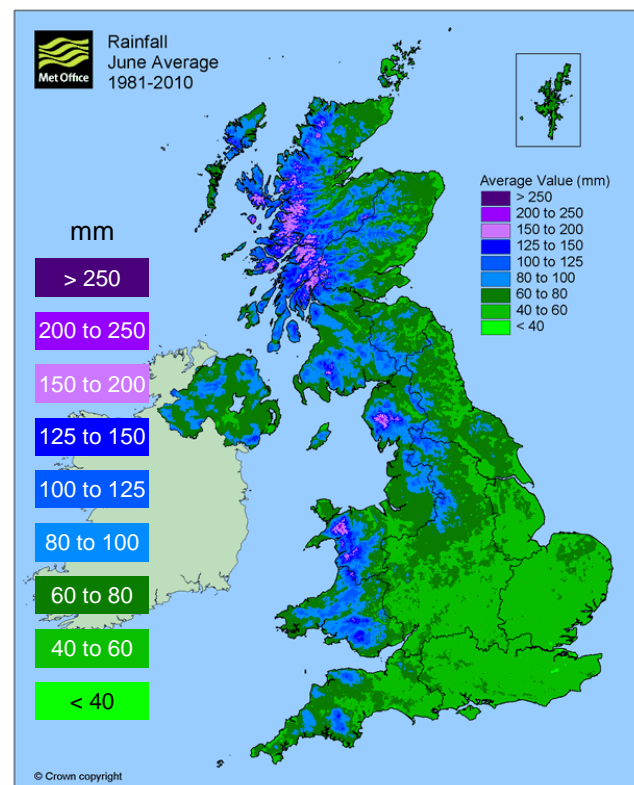 Met Office
Rainfall
June Average
1981-2010
Average Value (mm)
> 250
200 to 250
150 to 200
125 to 150
100 to 125
80 to 100
60 to 80
40 to 60
< 40
mm
> 250
200 to 250
150 to 200
125 to 150
100 to 125
80 to 100
60 to 80
40 to 60
< 40
© Crown copyright